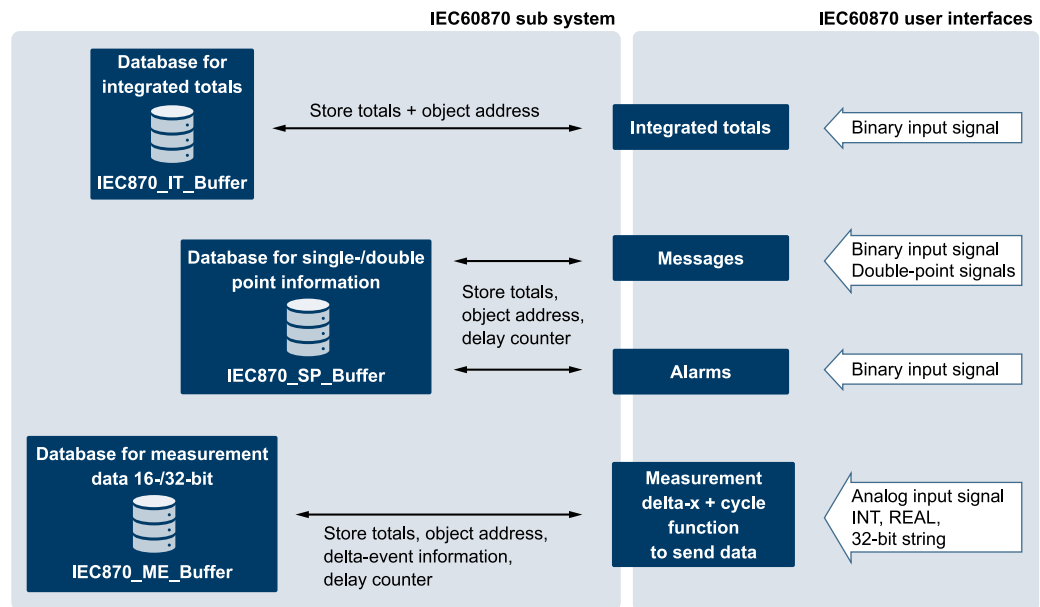 IEC60870 sub system
IEC60870 user interfaces
Database for
integrated totals
IEC870_IT_Buffer
Store totals + object address
Integrated totals
Binary input signal
Database for single-/double
point information
IEC870_SP_Buffer
Store totals,
object address,
delay counter
Messages
Binary input signal
Double-point signals
Alarms
Binary input signal
Database for measurement
data 16-/32-bit
IEC870_ME_Buffer
Store totals, object address,
delta-event information,
delay counter
Measurement
delta-x + cycle
function
to send data
Analog input signal
INT, REAL,
32-bit string